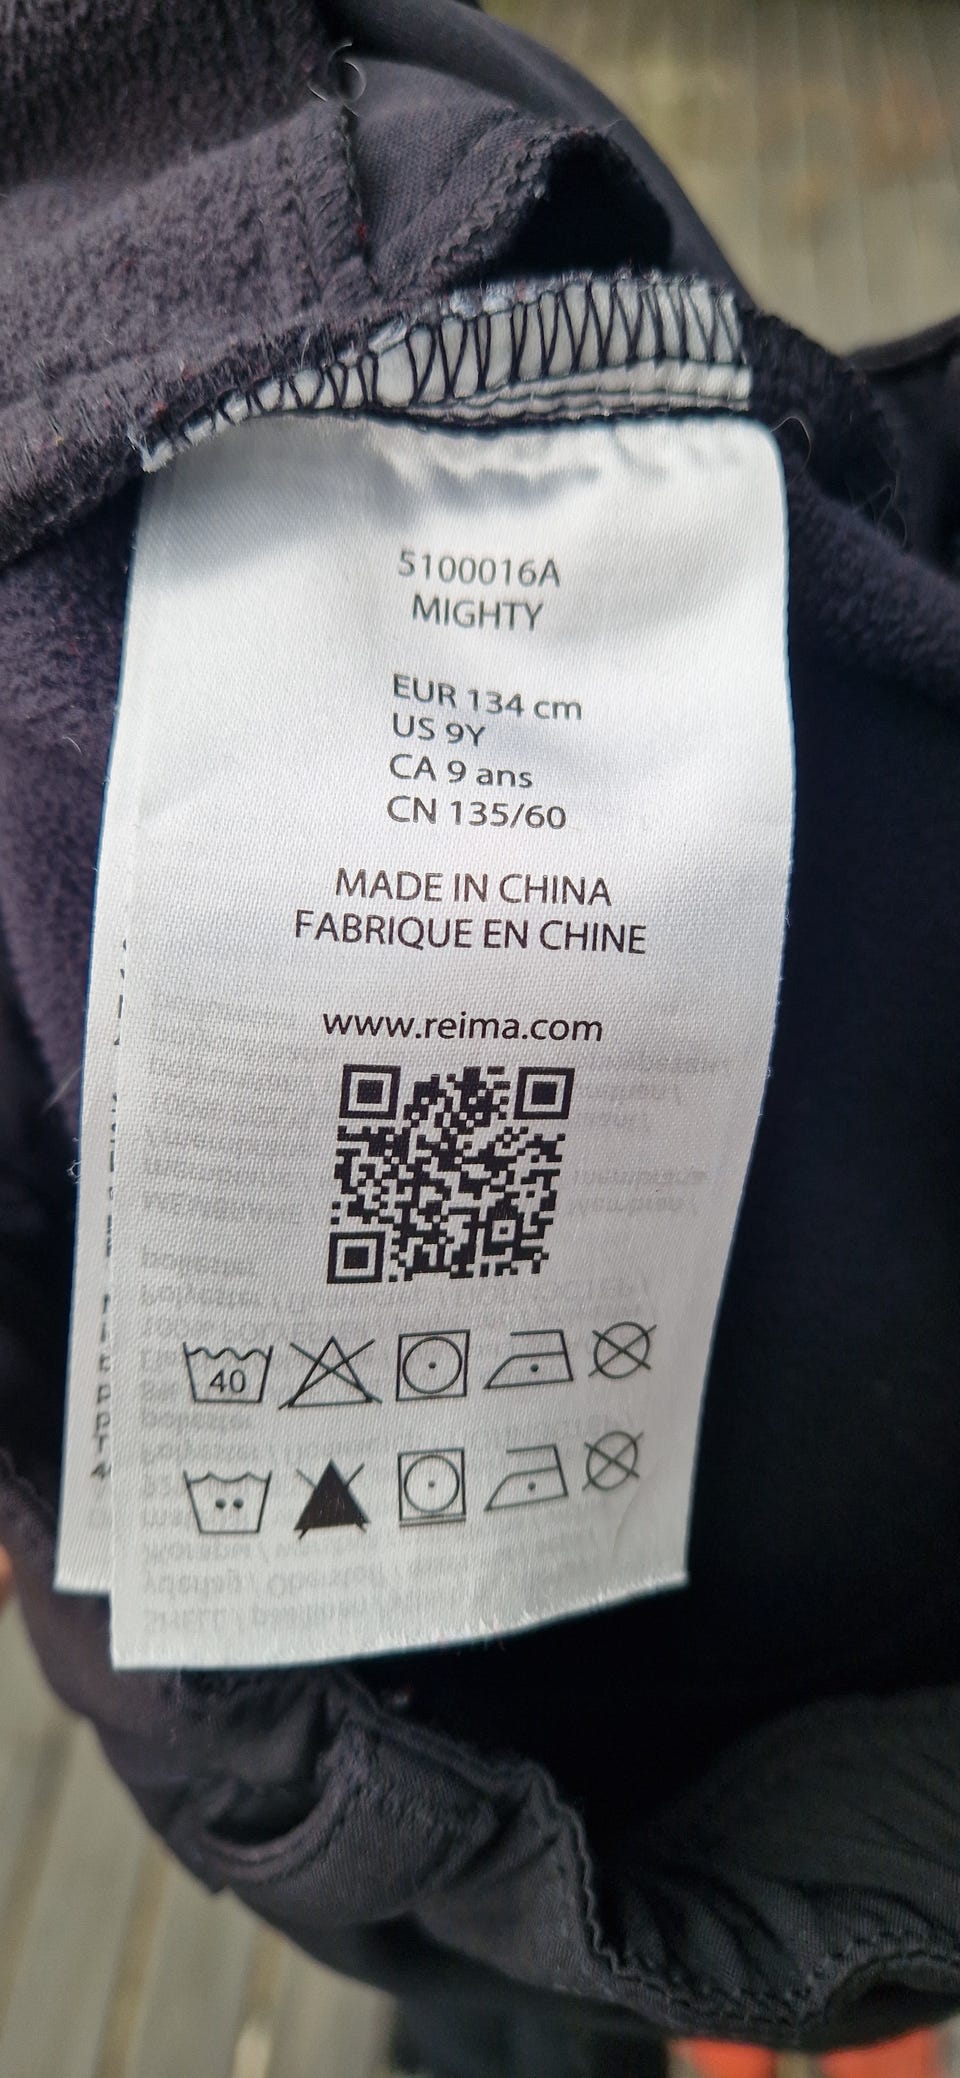 5100016A
MIGHTY
EUR 134 cm
US 9Y
CA 9 ans
CN 135/60
MADE IN CHINA
FABRIQUE EN CHINE
www.reima.com
40